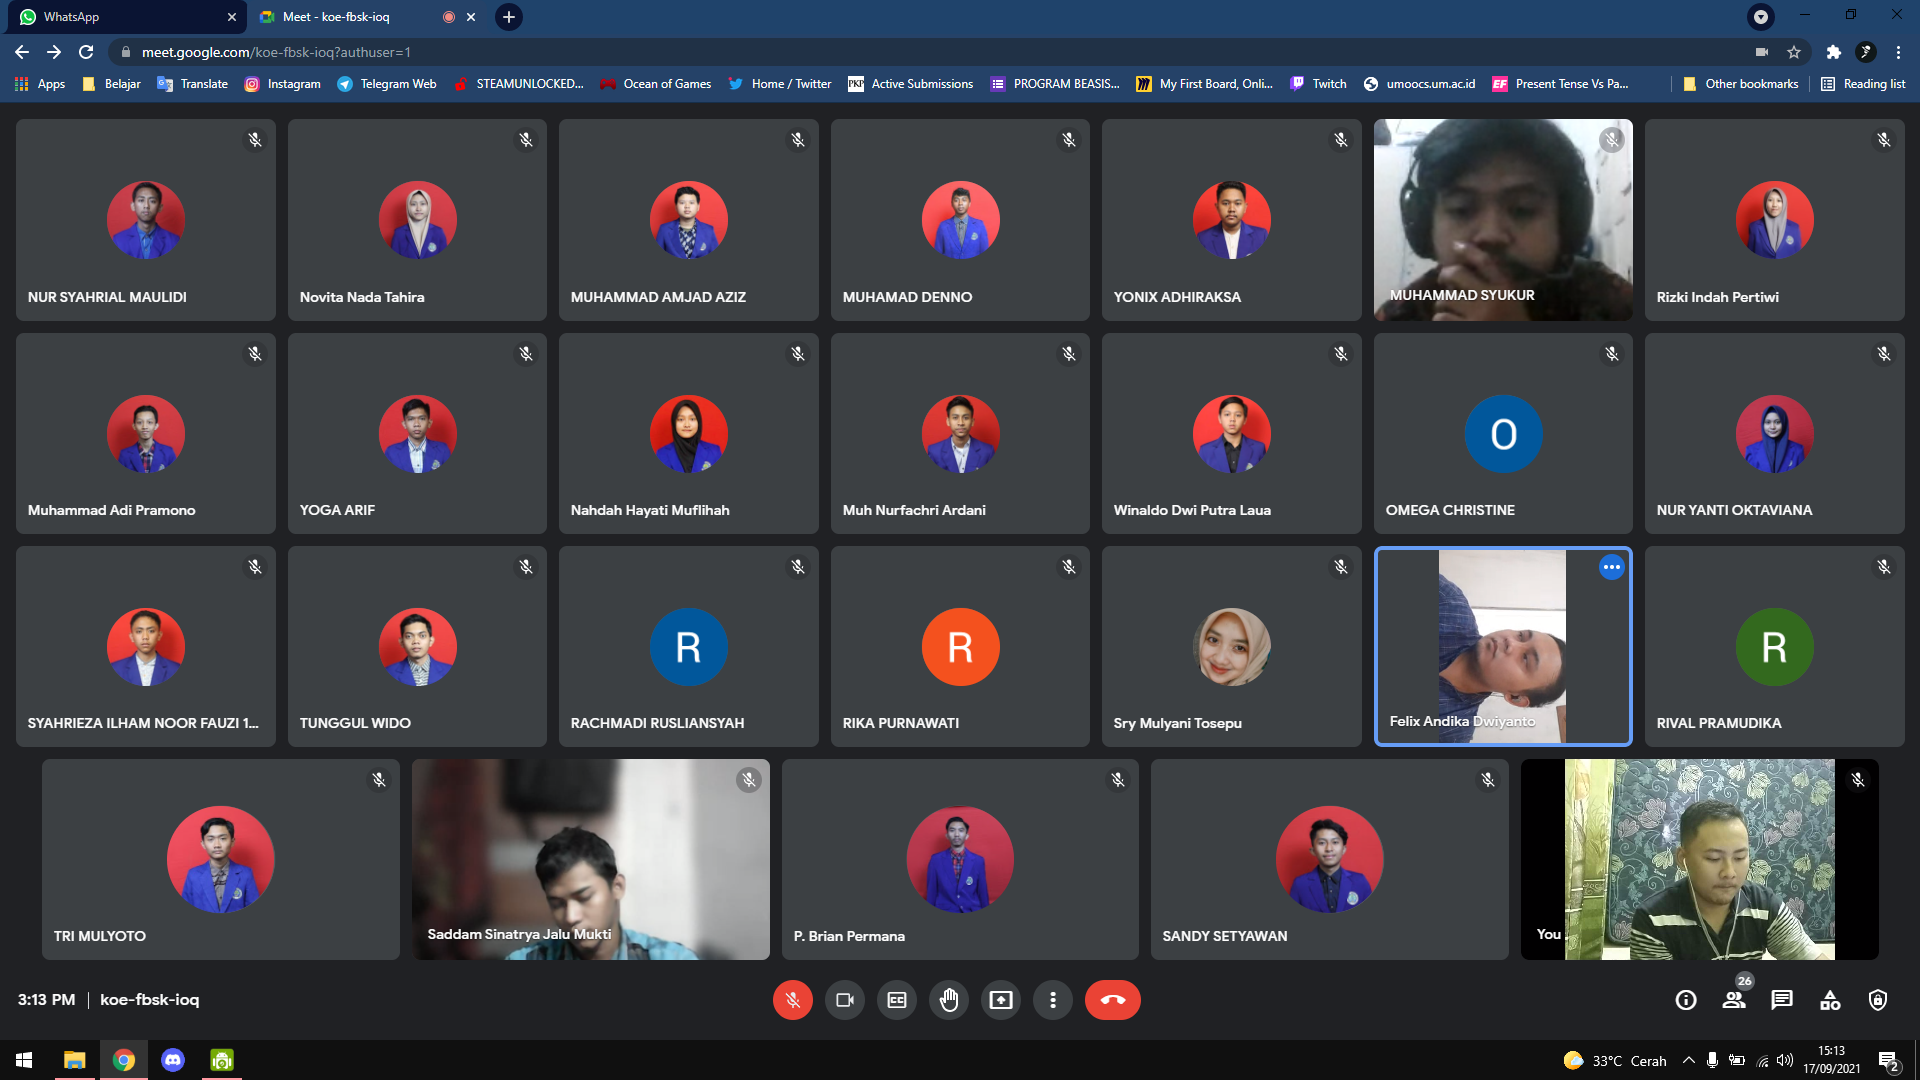 WhatsApp
Meet - koe-fbsk-ioq
meet.google.com/koe-fbsk-ioq?authuser=1
Apps
Belajar
Translate
Instagram
Telegram Web
STEAMUNLOCKED...
Ocean of Games
Home / Twitter
PKP Active Submissions
PROGRAM BEASIS...
My First Board, Onli...
Twitch
umoocs.um.ac.id
EF Present Tense Vs Pa...
Other bookmarks
Reading list
NUR SYAHRIAL MAULIDI
Novita Nada Tahira
MUHAMMAD AMJAD AZIZ
MUHAMAD DENNO
YONIX ADHIRAKSA
MUHAMMAD SYUKUR
Rizki Indah Pertiwi
O
Muhammad Adi Pramono
YOGA ARIF
Nahdah Hayati Muflihah
Muh Nurfachri Ardani
Winaldo Dwi Putra Laua
OMEGA CHRISTINE
NUR YANTI OKTAVIANA
R
R
R
SYAHRIEZA ILHAM NOOR FAUZI 1...
TUNGGUL WIDO
RACHMADI RUSLIANSYAH
RIKA PURNAWATI
Sry Mulyani Tosepu
Felix Andika Dwiyanto
RIVAL PRAMUDIKA
TRI MULYOTO
Saddam Sinatrya Jalu Mukti
P. Brian Permana
SANDY SETYAWAN
You
3:13 PM | koe-fbsk-ioq
CC
26
33°C Cerah
15:13
17/09/2021
2